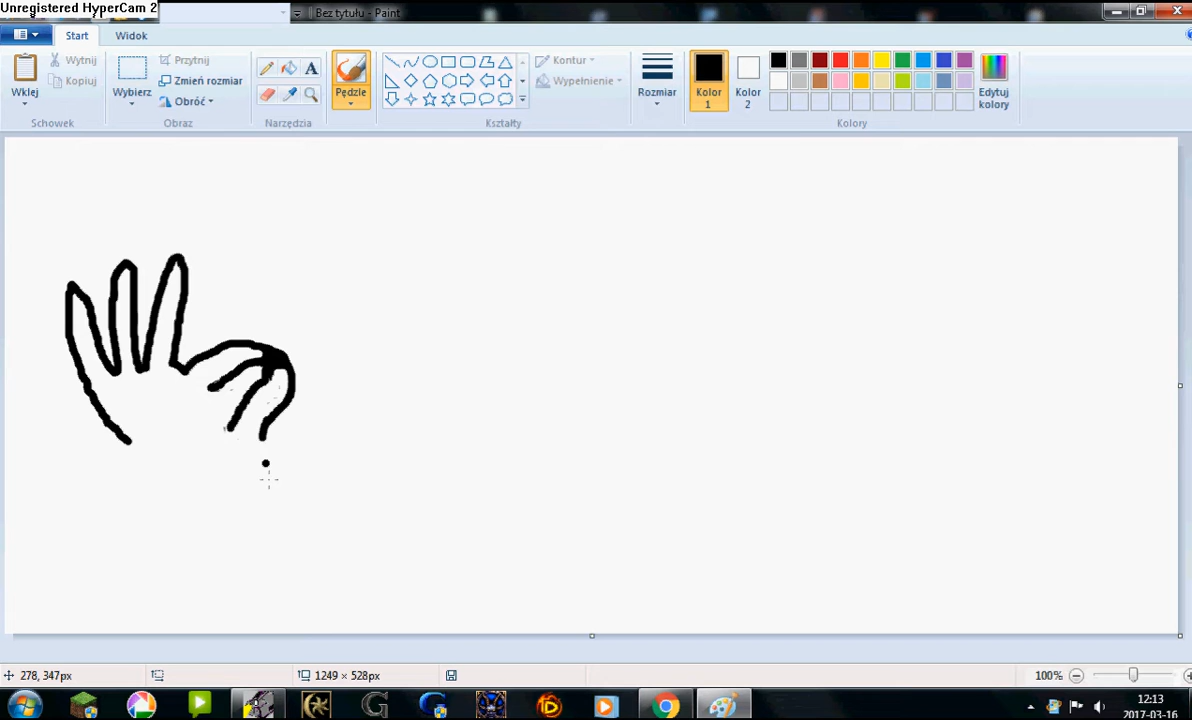 Unregistered HyperCam 2
Bez tytułu - Paint
Start
Widok
Wklej
Wytnij
Kopiuj
Schowek
Wybierz
Przytnij
Zmień rozmiar
Obróć
Obraz
A
Narzędzia
Pędzle
Kontur
Wypełnienie
Kształty
Rozmiar
Kolor
1
Kolor
2
Edytuj
kolory
Kolory
278, 347px
1249 × 528px
100%
12:13
2017-03-16